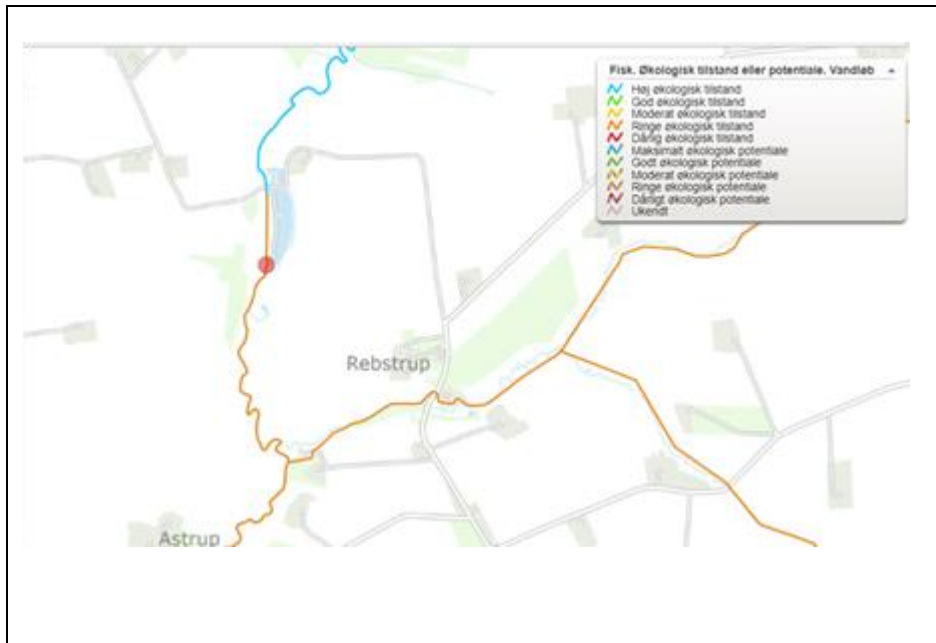 Fisk. Økologisk tilstand eller potentiale. Vandløb
Høj økologisk tilstand
God økologisk tilstand
Moderat økologisk tilstand
Ringe økologisk tilstand
Dårlig økologisk tilstand
Maksimalt økologisk potentiale
Godt økologisk potentiale
Moderat økologisk potentiale
Ringe økologisk potentiale
Dårligt økologisk potentiale
Ukendt
Rebstrup
Astrup